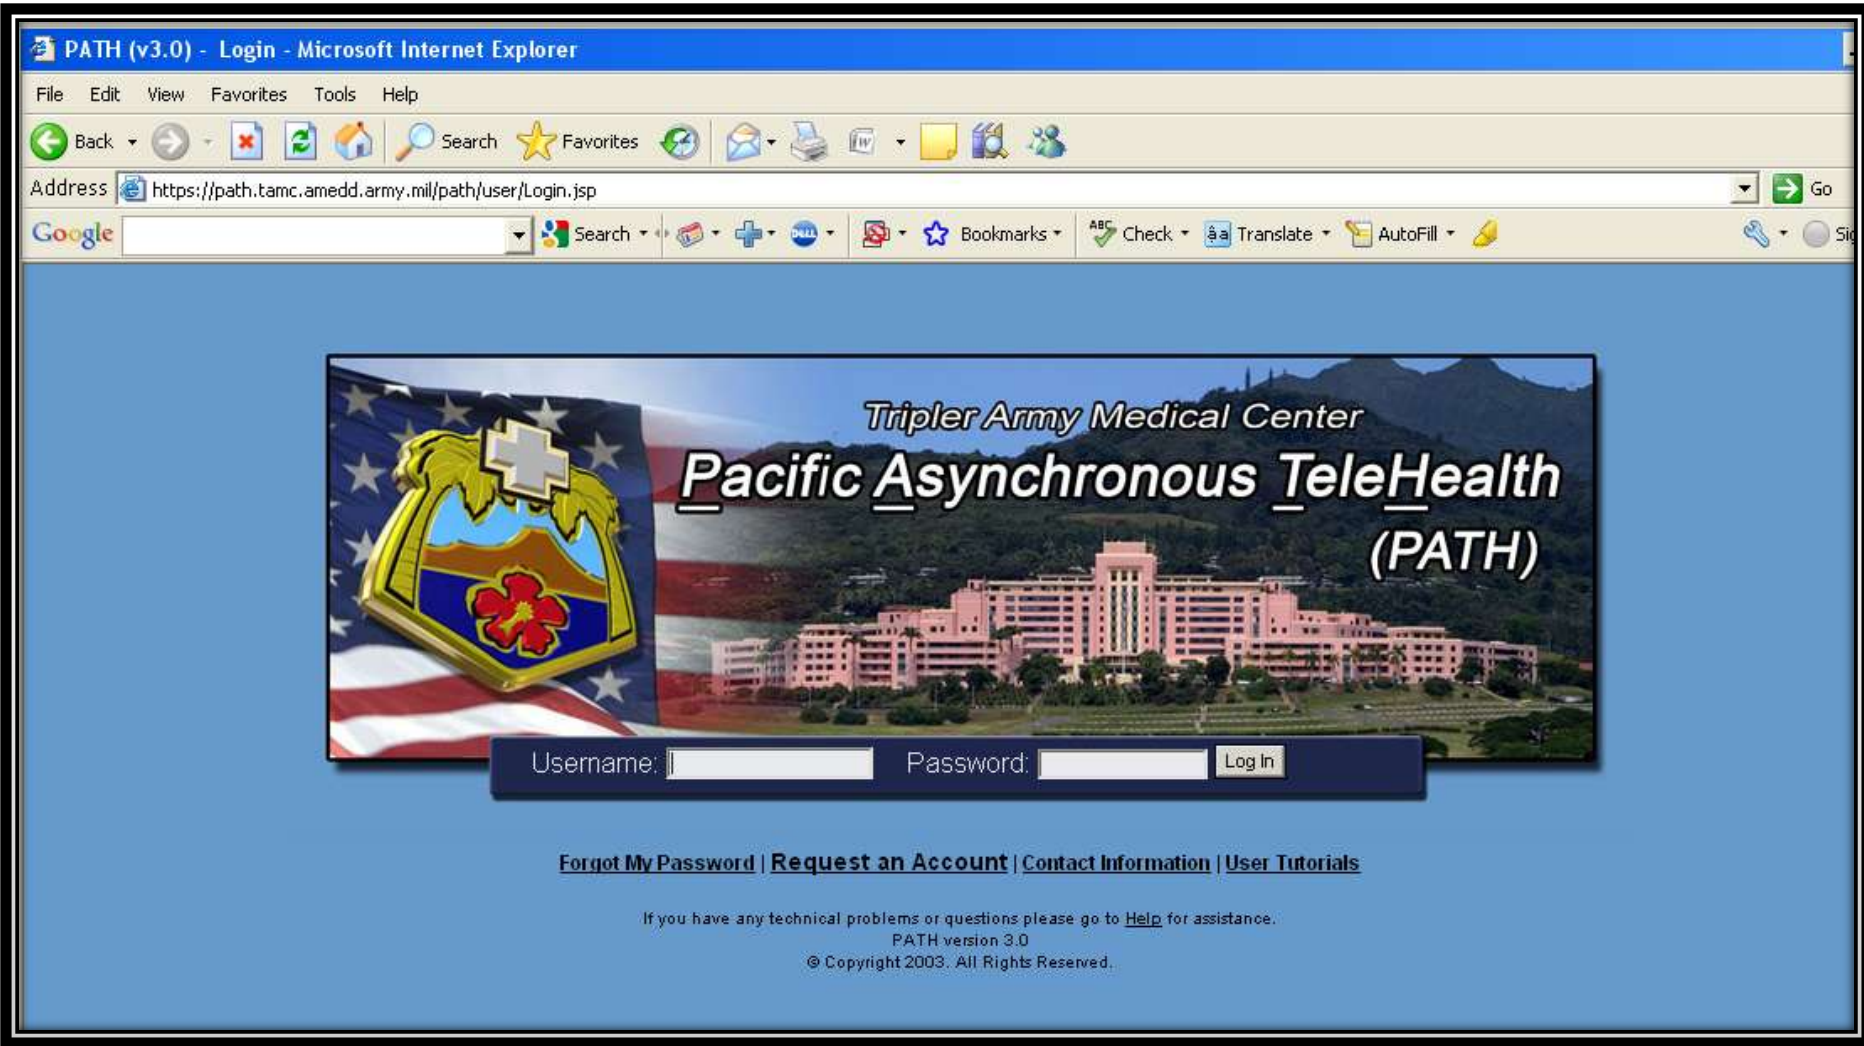 PATH (v3.0) - Login - Microsoft Internet Explorer
File Edit View Favorites Tools Help
Back Search Favorites
Address https://path.tamc.amedd.army.mil/path/user/Login.jsp Go
Google Search Bookmarks ABC Check âa Translate AutoFill
Tripler Army Medical Center
Pacific Asynchronous TeleHealth
(PATH)
Username: Password: Log In
Forgot My Password | Request an Account | Contact Information | User Tutorials
If you have any technical problems or questions please go to Help for assistance.
PATH version 3.0
© Copyright 2003. All Rights Reserved.